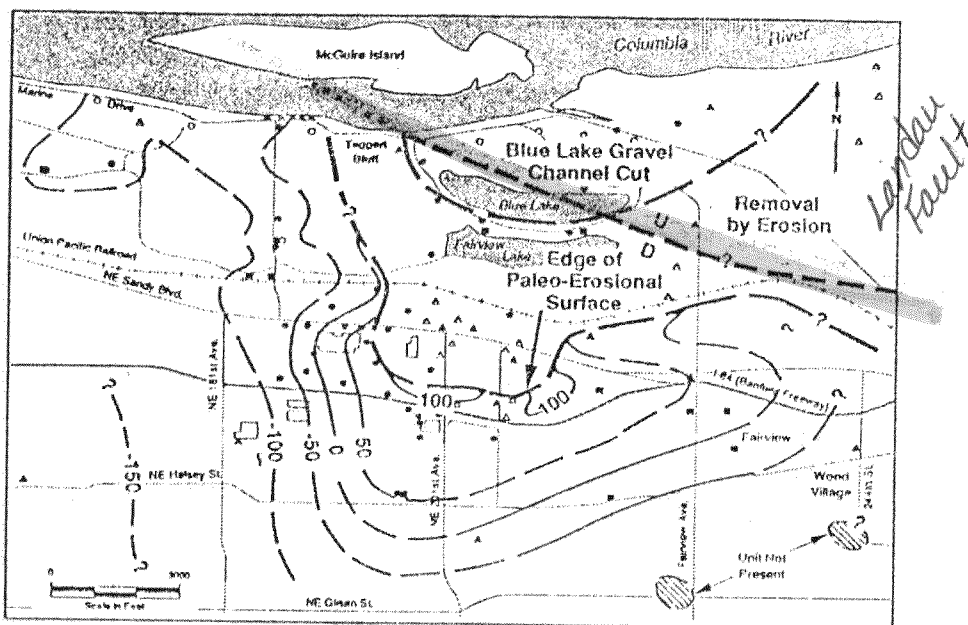 McGuire Island
Columbia
River
Marine
Drive
N
Landau
Fault
Taggart
Bluff
Blue Lake Gravel
Channel Cut
Blue Lake
Removal
by Erosion
U
D
?
?
?
Union Pacific Railroad
Fairview
Lake
Edge of
Paleo-Erosional
Surface
NE Sandy Blvd.
?
?
?
I-84 (Banfield Freeway)
?
100
100
NE 181st Ave.
-100
-50
0
50
-150
?
?
Fairview
NE Halsey St.
Wood
Village
Fairview Ave.
?
Unit Not
Present
0
Scale in Feet
NE Glisan St.